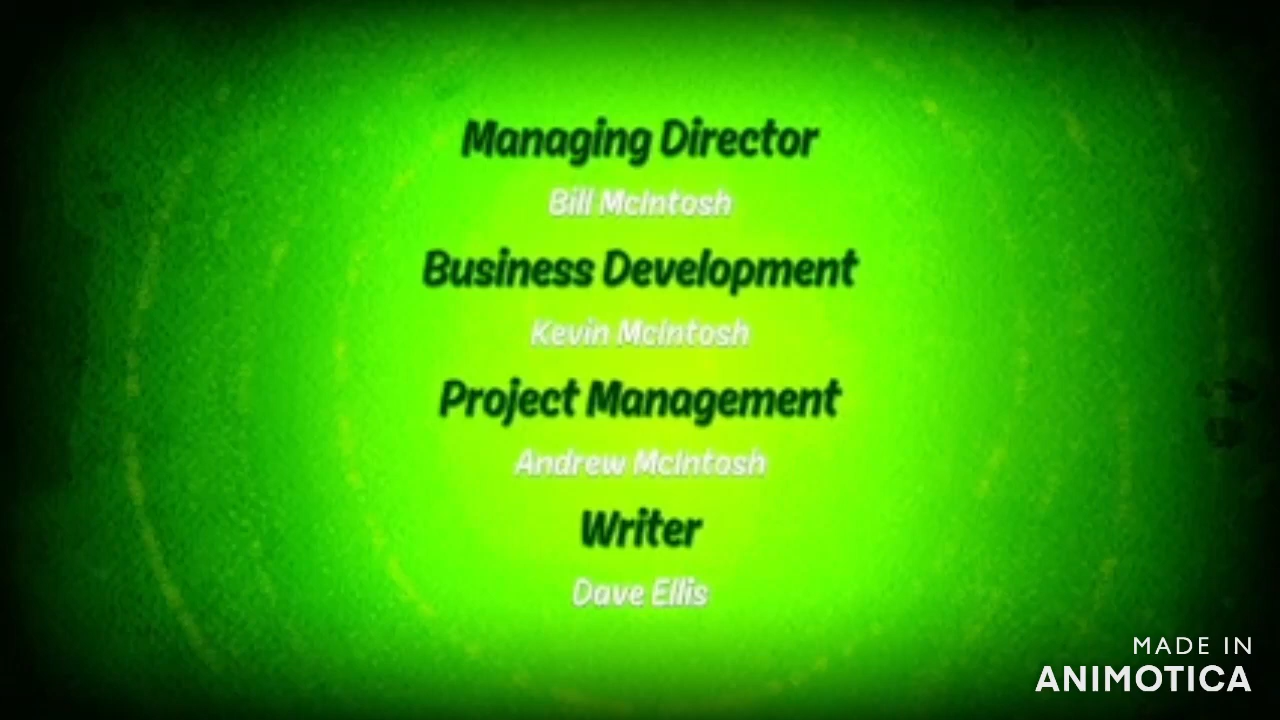 Managing Director
Bill McIntosh
Business Development
Kevin McIntosh
Project Management
Andrew McIntosh
Writer
Dave Ellis
MADE IN
ANIMOTICA